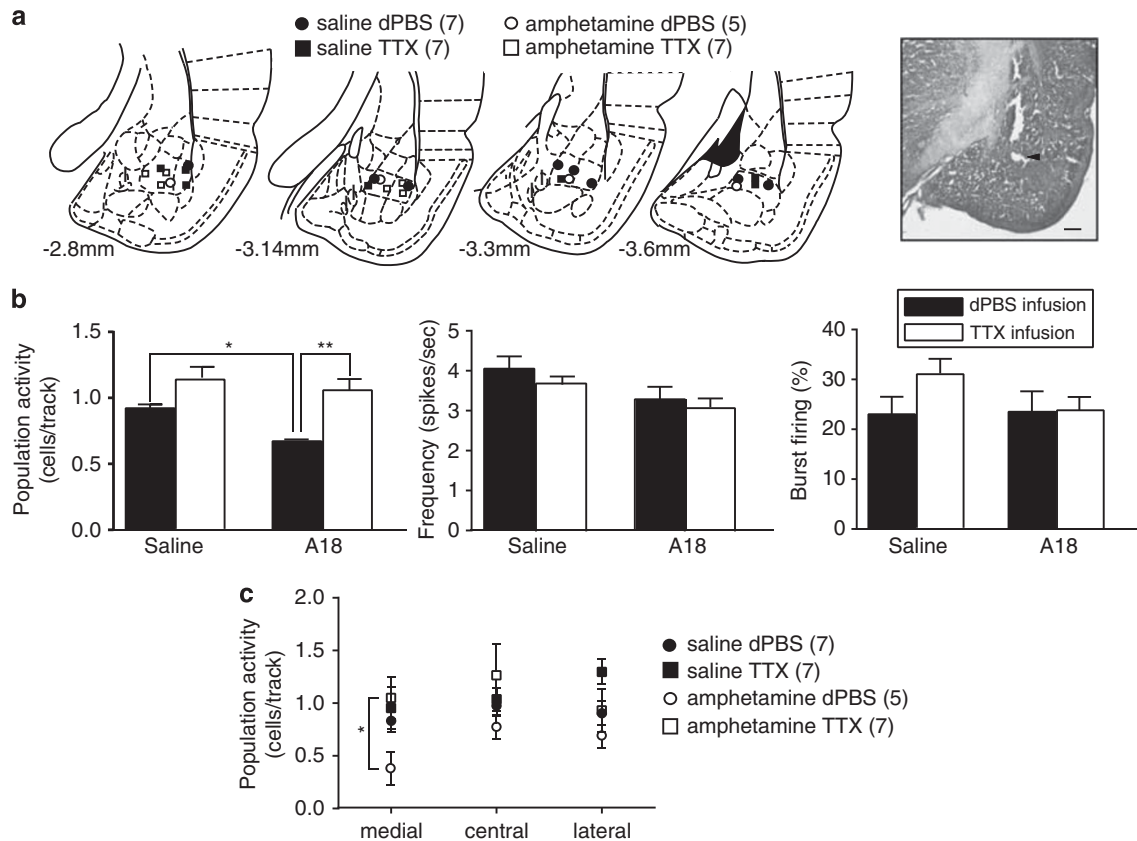 a
saline dPBS (7)
amphetamine dPBS (5)
saline TTX (7)
amphetamine TTX (7)
-2.8mm
-3.14mm
-3.3mm
-3.6mm
b
dPBS infusion
TTX infusion
Population activity
(cells/track)
1.5
1.0
0.5
0.0
*
**
Saline
A18
Frequency (spikes/sec)
5
4
3
2
1
0
Saline
A18
Burst firing (%)
40
30
20
10
0
Saline
A18
c
Population activity
(cells/track)
2.0
1.5
1.0
0.5
0.0
*
medial
central
lateral
saline dPBS (7)
saline TTX (7)
amphetamine dPBS (5)
amphetamine TTX (7)